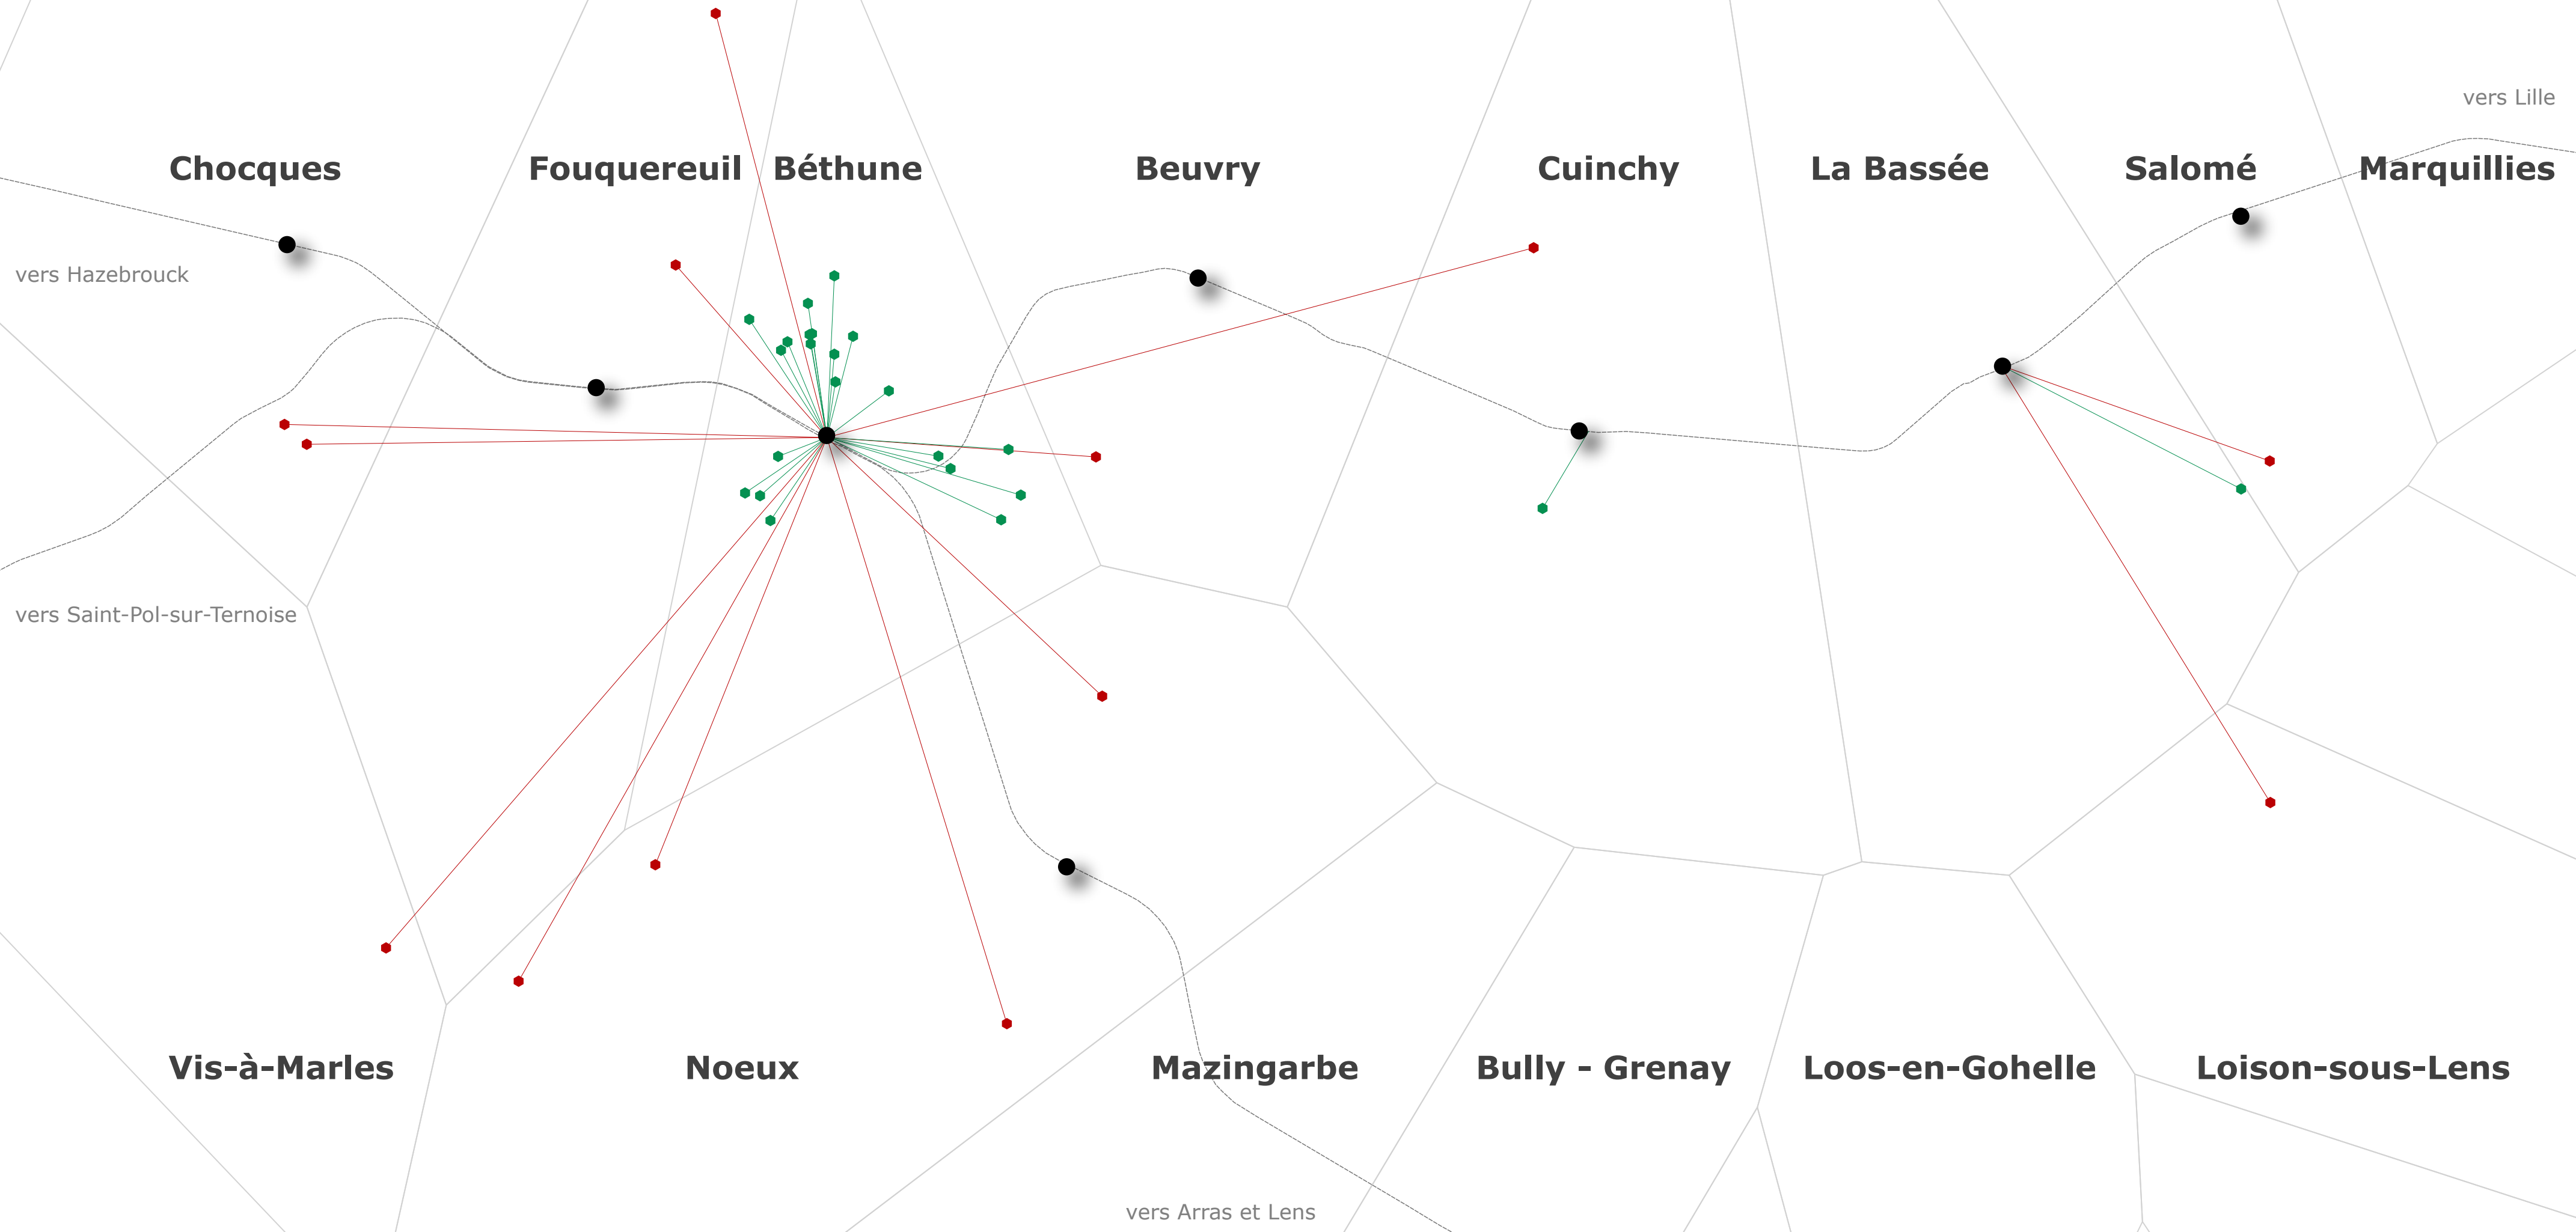 vers Lille
Chocques
Fouquereuil
Béthune
Beuvry
Cuinchy
La Bassée
Salomé
Marquillies
vers Hazebrouck
vers Saint-Pol-sur-Ternoise
Vis-à-Marles
Noeux
Mazingarbe
Bully - Grenay
Loos-en-Gohelle
Loison-sous-Lens
vers Arras et Lens